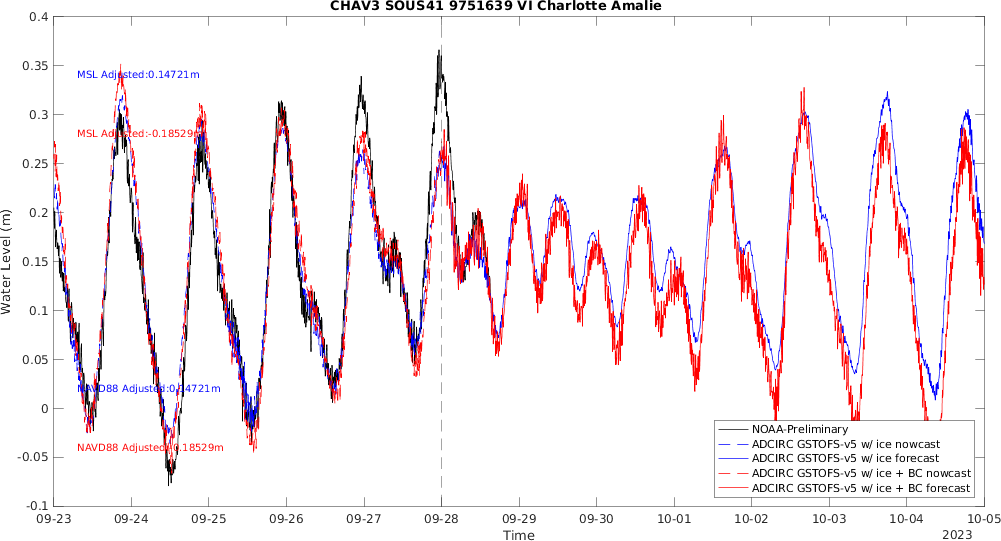 CHAV3 SOUS41 9751639 VI Charlotte Amalie
0.4
0.35
0.3
0.25
0.2
0.15
0.1
0.05
0
-0.05
-0.1
Water Level (m)
MSL Adjusted:0.14721m
MSL Adjusted:-0.18529m
NAVD88 Adjusted:0.14721m
NAVD88 Adjusted:-0.18529m
NOAA-Preliminary
ADCIRC GSTOFS-v5 w/ ice nowcast
ADCIRC GSTOFS-v5 w/ ice forecast
ADCIRC GSTOFS-v5 w/ ice + BC nowcast
ADCIRC GSTOFS-v5 w/ ice + BC forecast
09-23 09-24 09-25 09-26 09-27 09-28 09-29 09-30 10-01 10-02 10-03 10-04 10-05
Time
2023